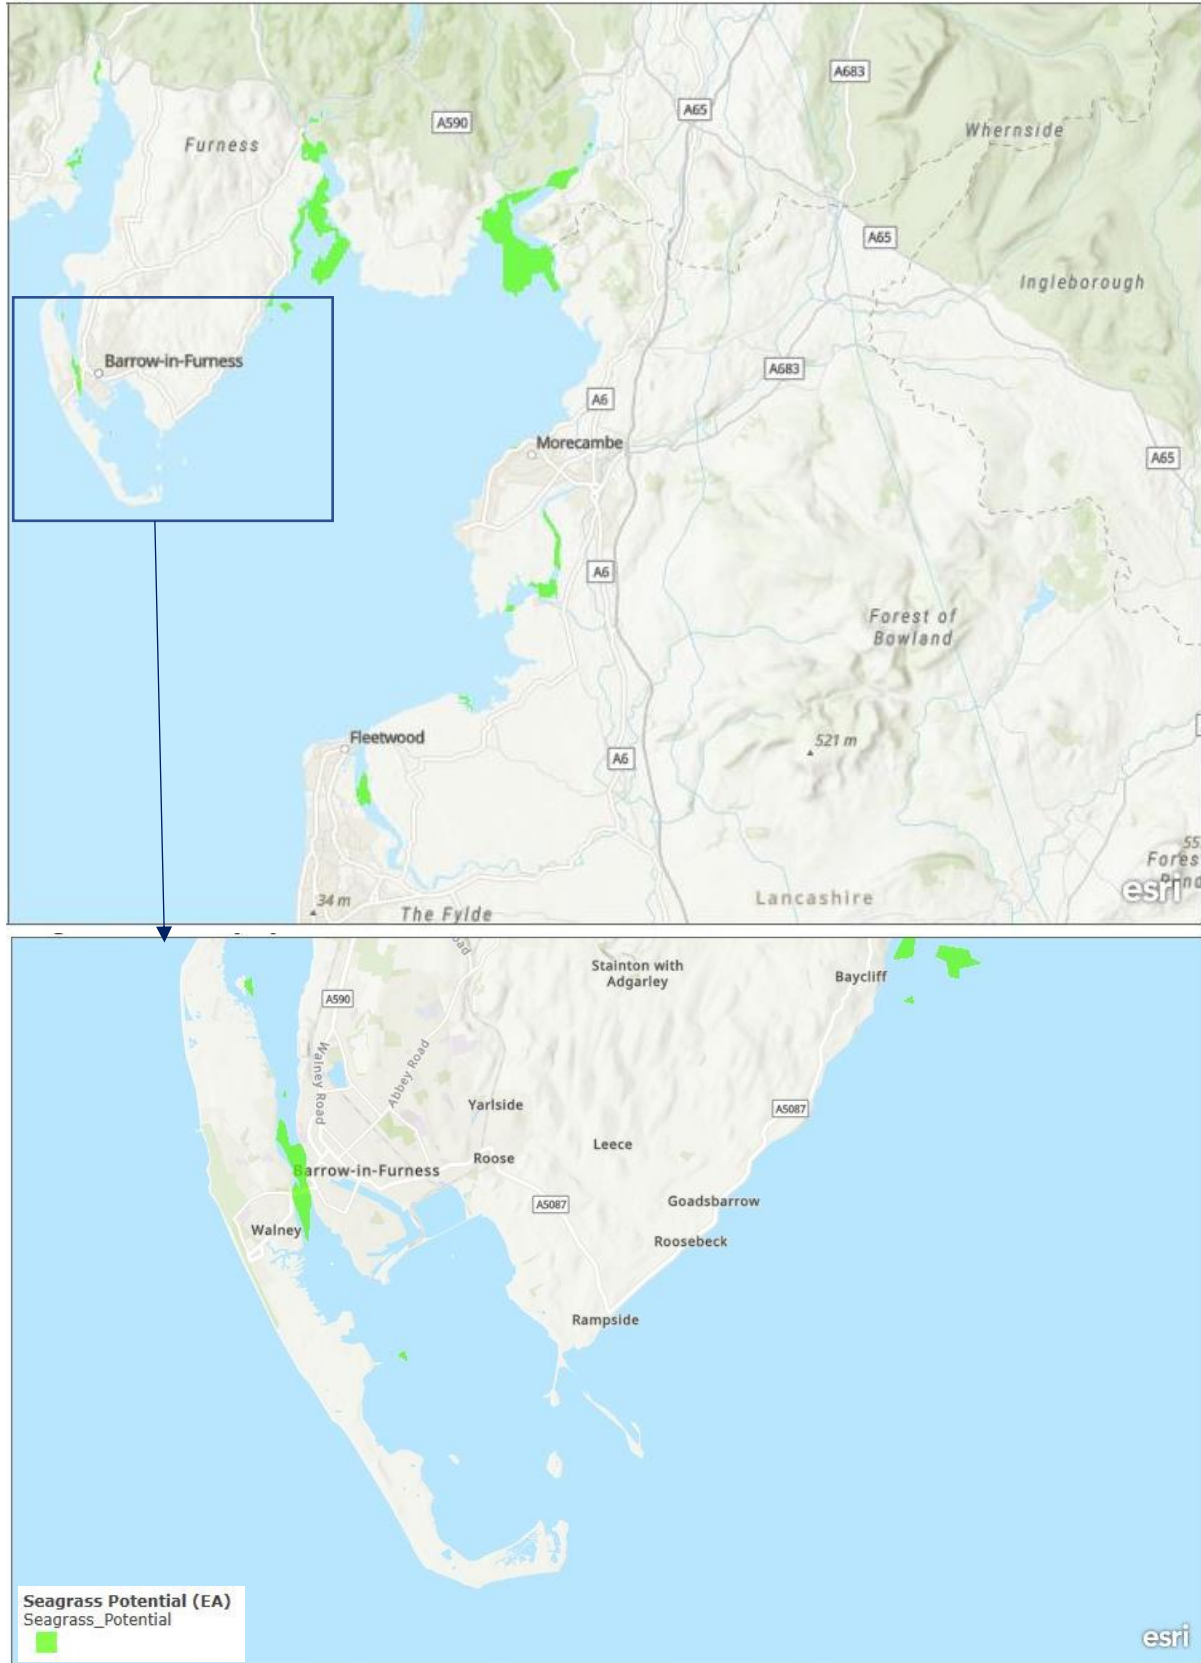 A683
A65
A590
Furness
Whernside
A65
Ingleborough
Barrow-in-Furness
A683
A6
Morecambe
A65
A6
Forest of
Bowland
Fleetwood
521 m
A6
Lancashire
esri
34 m
The Fylde
Stainton with
Adgarley
Baycliff
A590
Walney Road
Abbey Road
Yarlside
A5087
Leece
Roose
Barrow-in-Furness
A5087
Goadsbarrow
Walney
Roosebeck
Rampside
Seagrass Potential (EA)
Seagrass_Potential
esri